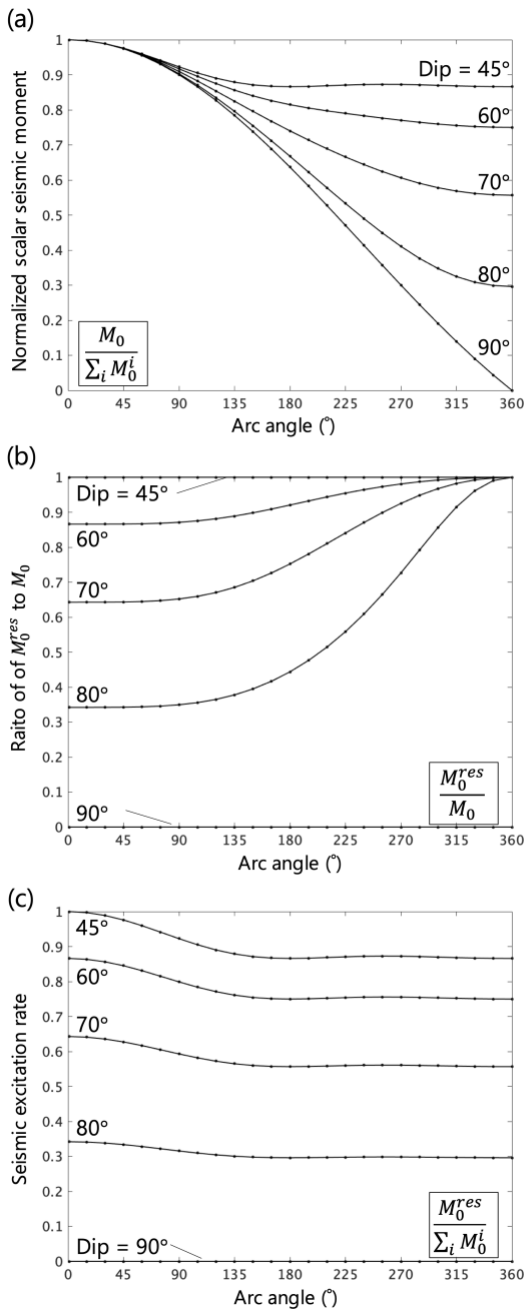 (a)
Normalized scalar seismic moment
1
0.9
0.8
0.7
0.6
0.5
0.4
0.3
0.2
0.1
0
Dip = 45°
60°
70°
80°
90°
M₀
∑ᵢ M₀ⁱ
0 45 90 135 180 225 270 315 360
Arc angle (°)
(b)
Raito of of M₀ʳᵉˢ to M₀
1
0.9
0.8
0.7
0.6
0.5
0.4
0.3
0.2
0.1
0
Dip = 45°
60°
70°
80°
90°
M₀ʳᵉˢ
M₀
0 45 90 135 180 225 270 315 360
Arc angle (°)
(c)
Seismic excitation rate
1
0.9
0.8
0.7
0.6
0.5
0.4
0.3
0.2
0.1
0
45°
60°
70°
80°
Dip = 90°
M₀ʳᵉˢ
∑ᵢ M₀ⁱ
0 45 90 135 180 225 270 315 360
Arc angle (°)